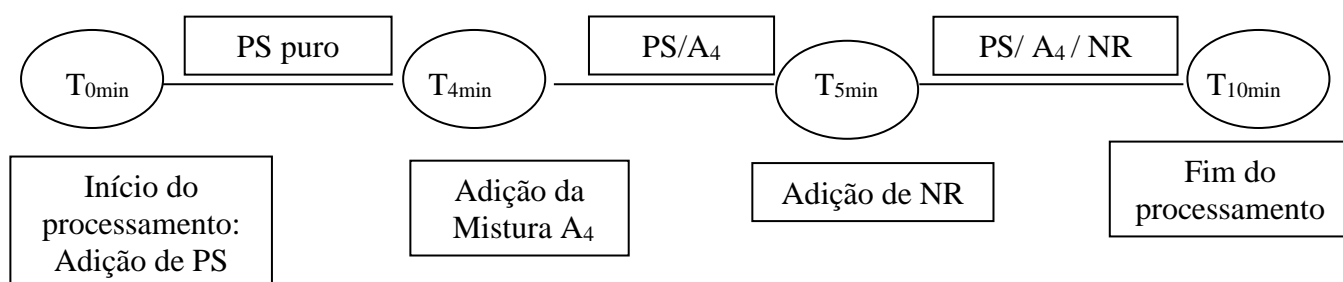 PS puro
PS/A₄
PS/ A₄ / NR
T₀ₘᵢₙ
T₄ₘᵢₙ
T₅ₘᵢₙ
T₁₀ₘᵢₙ
Início do
processamento:
Adição de PS
Adição da
Mistura A₄
Adição de NR
Fim do
processamento